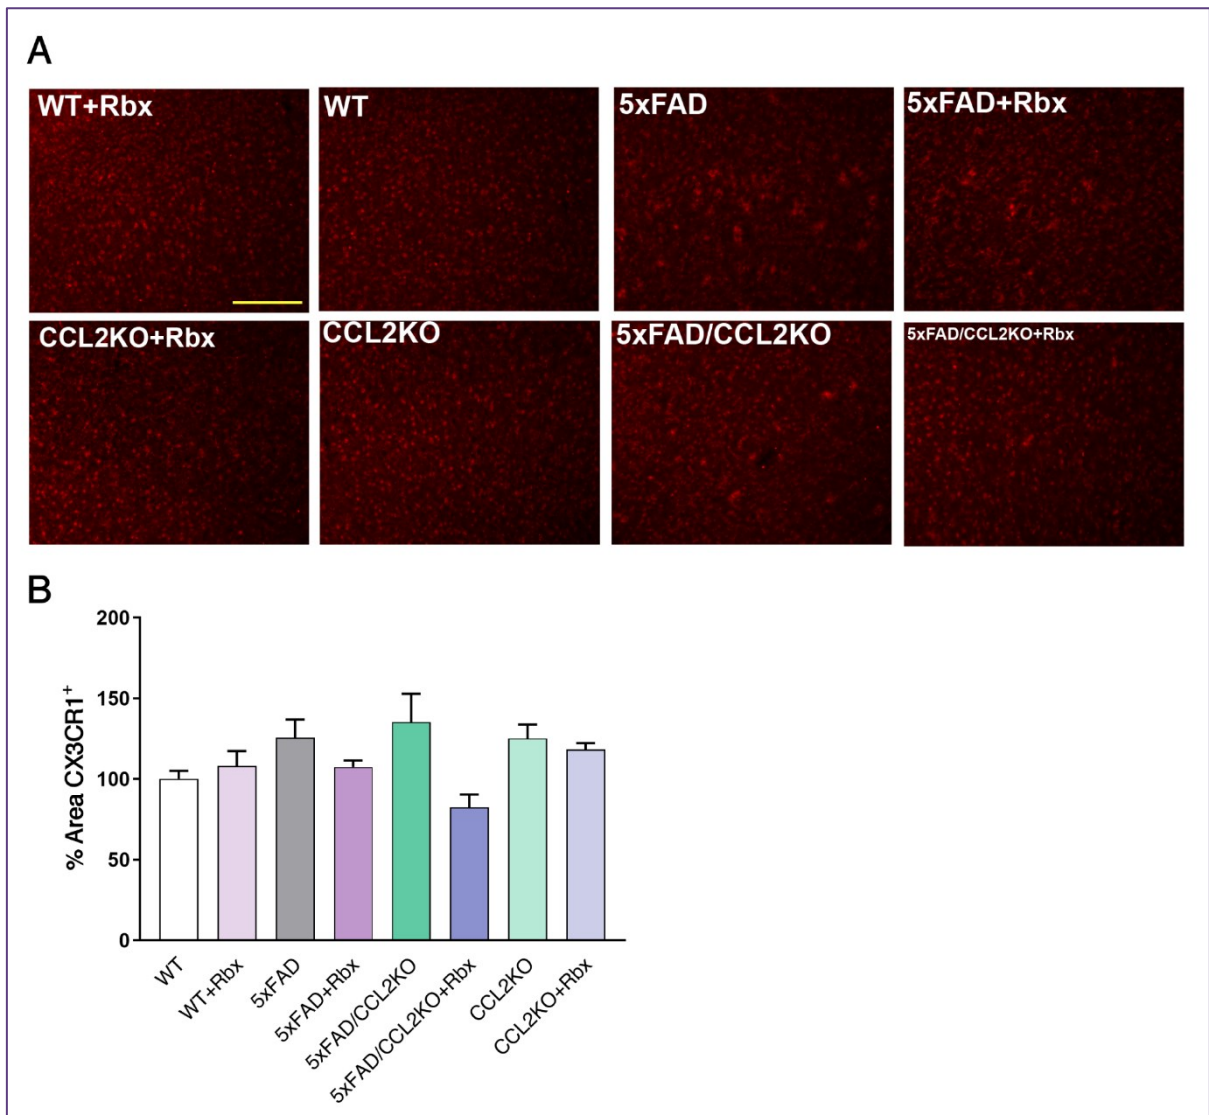 A
WT+Rbx
WT
5xFAD
5xFAD+Rbx
CCL2KO+Rbx
CCL2KO
5xFAD/CCL2KO
5xFAD/CCL2KO+Rbx
B
% Area CX3CR1⁺
200
150
100
50
0
WT
WT+Rbx
5xFAD
5xFAD+Rbx
5xFAD/CCL2KO
5xFAD/CCL2KO+Rbx
CCL2KO
CCL2KO+Rbx